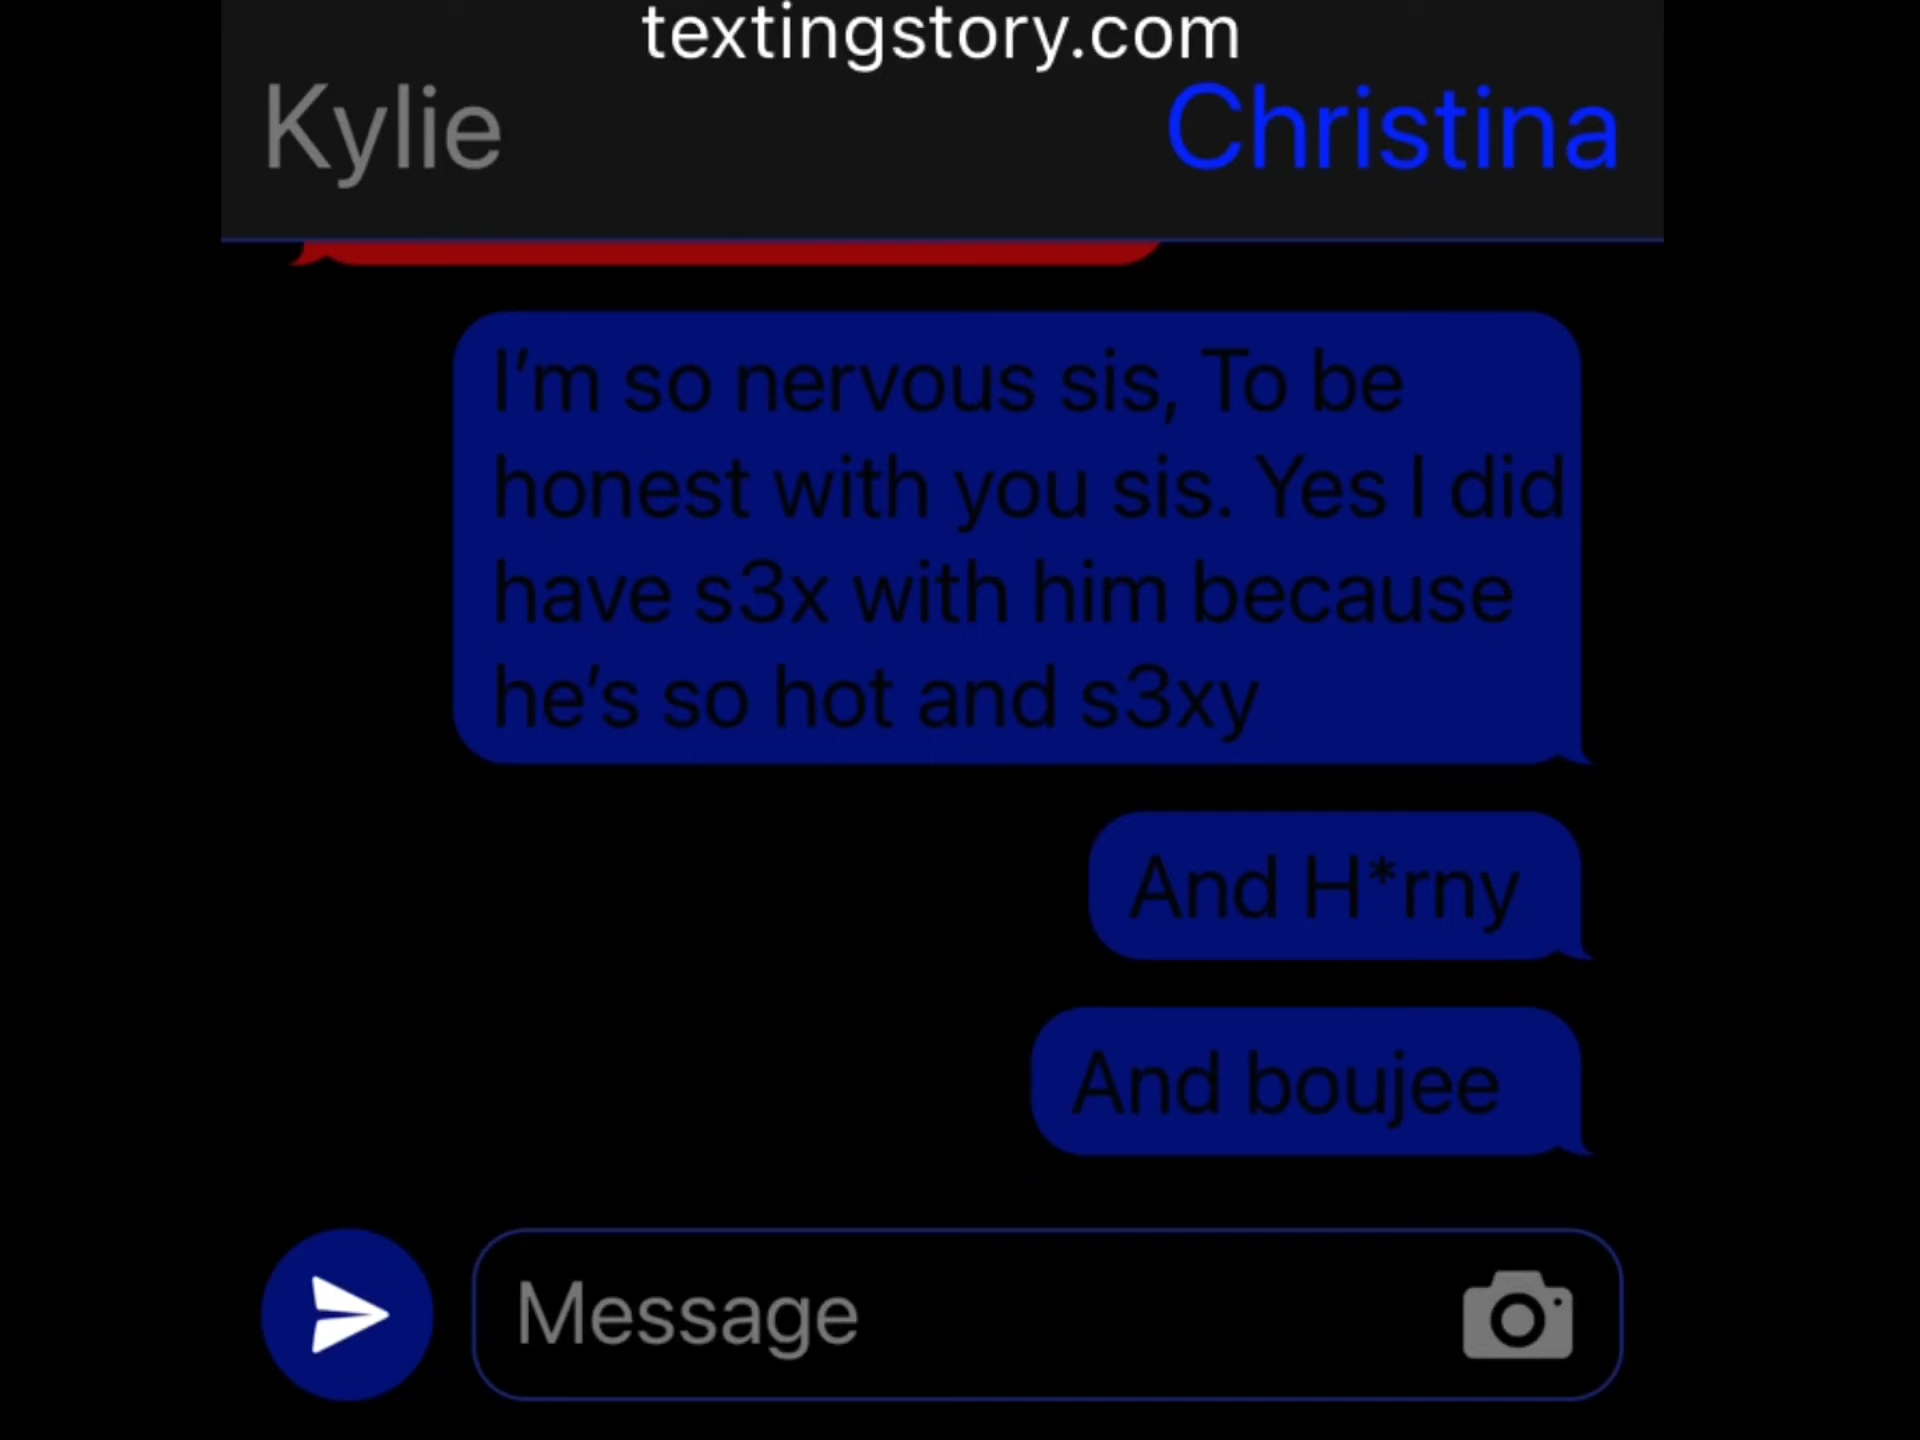 textingstory.com
Kylie
Christina
I’m so nervous sis, To be
honest with you sis. Yes I did
have s3x with him because
he’s so hot and s3xy
And H*rny
And boujee
Message